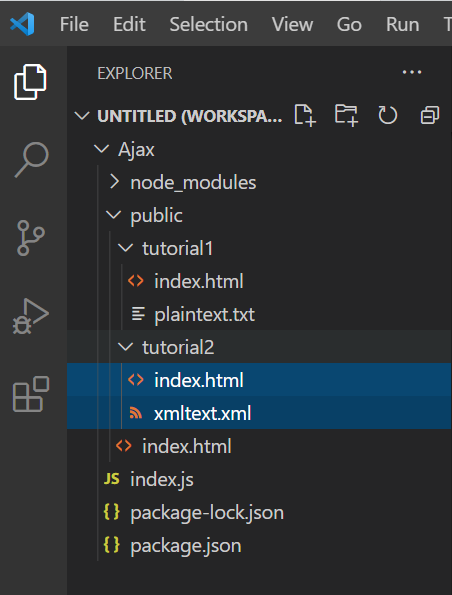 File Edit Selection View Go Run
EXPLORER
UNTITLED (WORKSPA...
Ajax
node_modules
public
tutorial1
index.html
plaintext.txt
tutorial2
index.html
xmltext.xml
index.html
JS index.js
{} package-lock.json
{} package.json